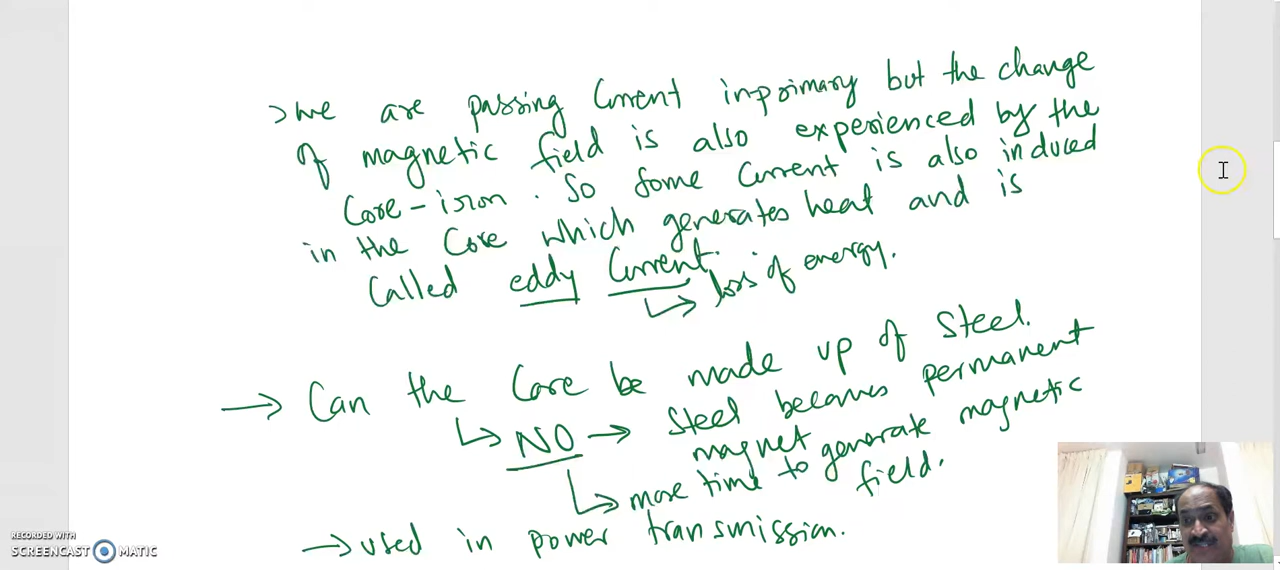 > We are passing Current in primary but the change
of magnetic field is also experienced by the
Core - iron. So some Current is also induced
in the Core which generates heat and is
Called eddy Current.
↳ loss of energy.
→ Can the Core be made up of steel.
↳ NO → Steel becomes permanent
magnet
↳ more time to generate magnetic
field.
→ used in power transmission.
RECORDED WITH
SCREENCAST MATIC